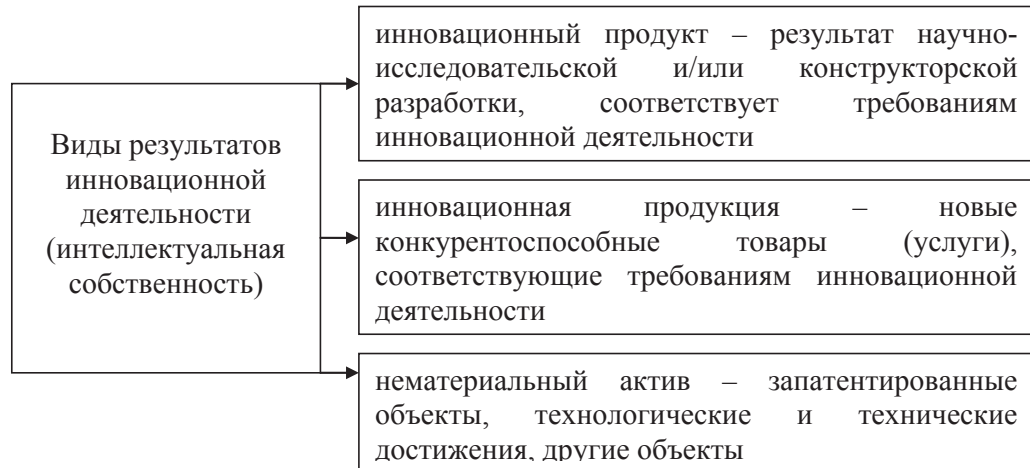 Виды результатов
инновационной
деятельности
(интеллектуальная
собственность)
инновационный продукт – результат научно-
исследовательской и/или конструкторской
разработки, соответствует требованиям
инновационной деятельности
инновационная продукция – новые
конкурентоспособные товары (услуги),
соответствующие требованиям инновационной
деятельности
нематериальный актив – запатентированные
объекты, технологические и технические
достижения, другие объекты